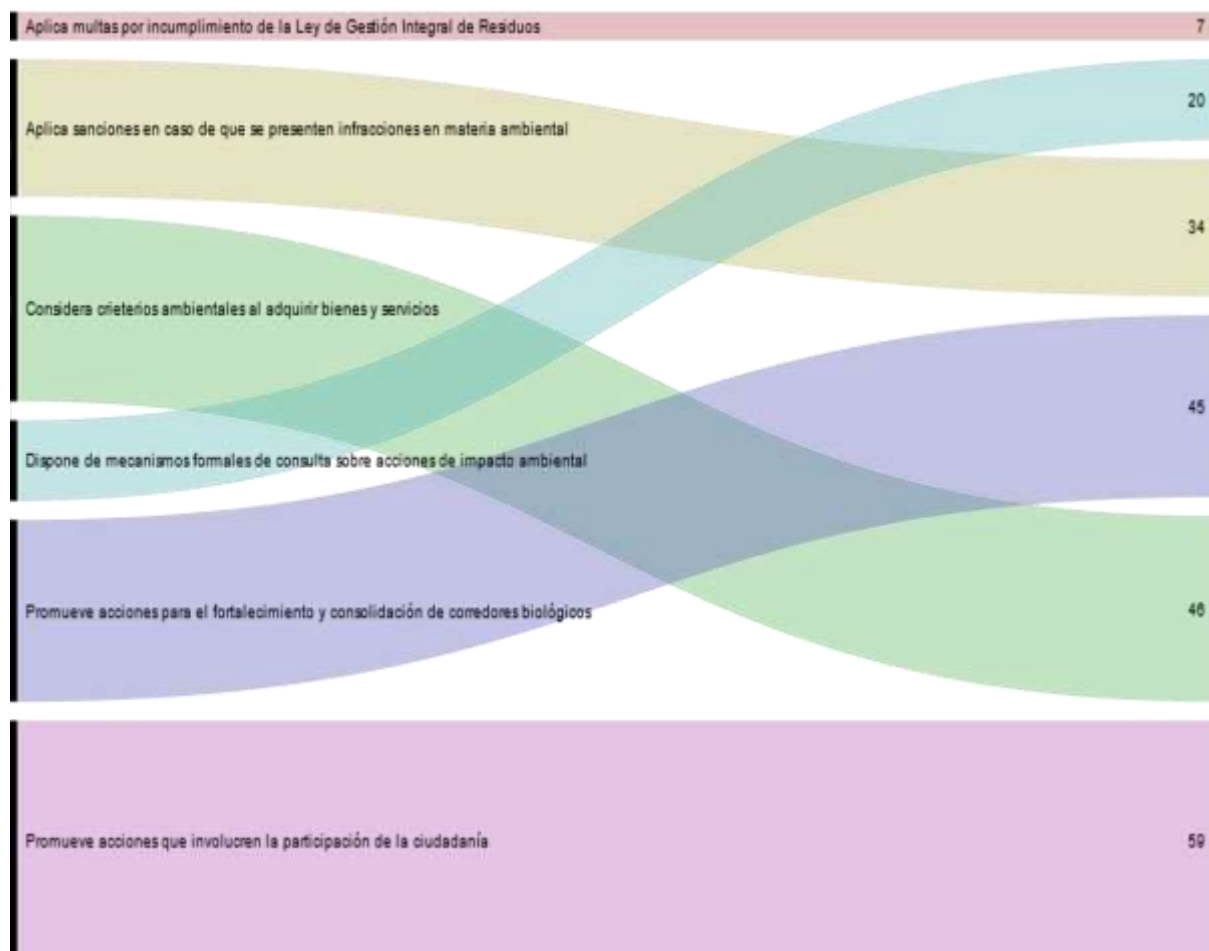 Aplica multas por incumplimiento de la Ley de Gestión Integral de Residuos 7
20
Aplica sanciones en caso de que se presenten infracciones en materia ambiental
34
Considera crieterios ambientales al adquirir bienes y servicios
45
Dispone de mecanismos formales de consulta sobre acciones de impacto ambiental
Promueve acciones para el fortalecimiento y consolidación de corredores biológicos
46
Promueve acciones que involucren la participación de la ciudadanía 59